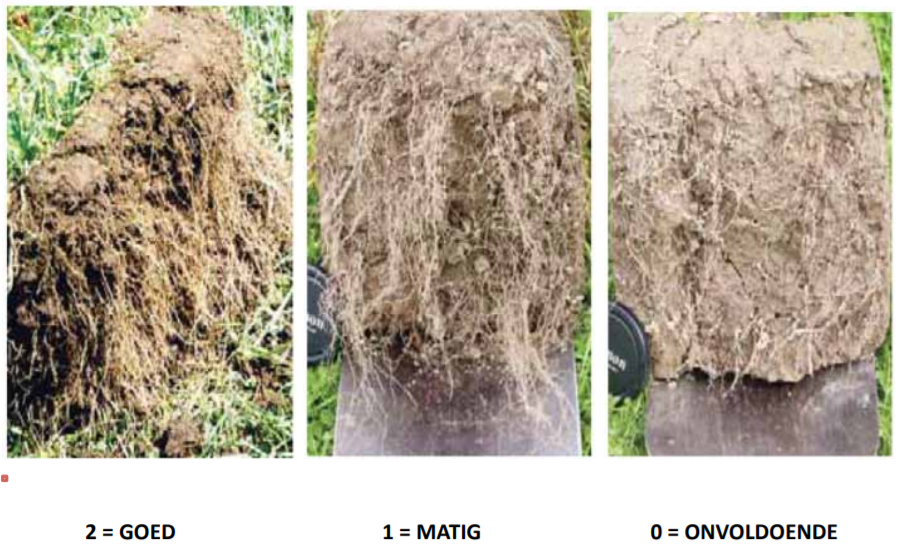 2 = GOED
1 = MATIG
0 = ONVOLDOENDE